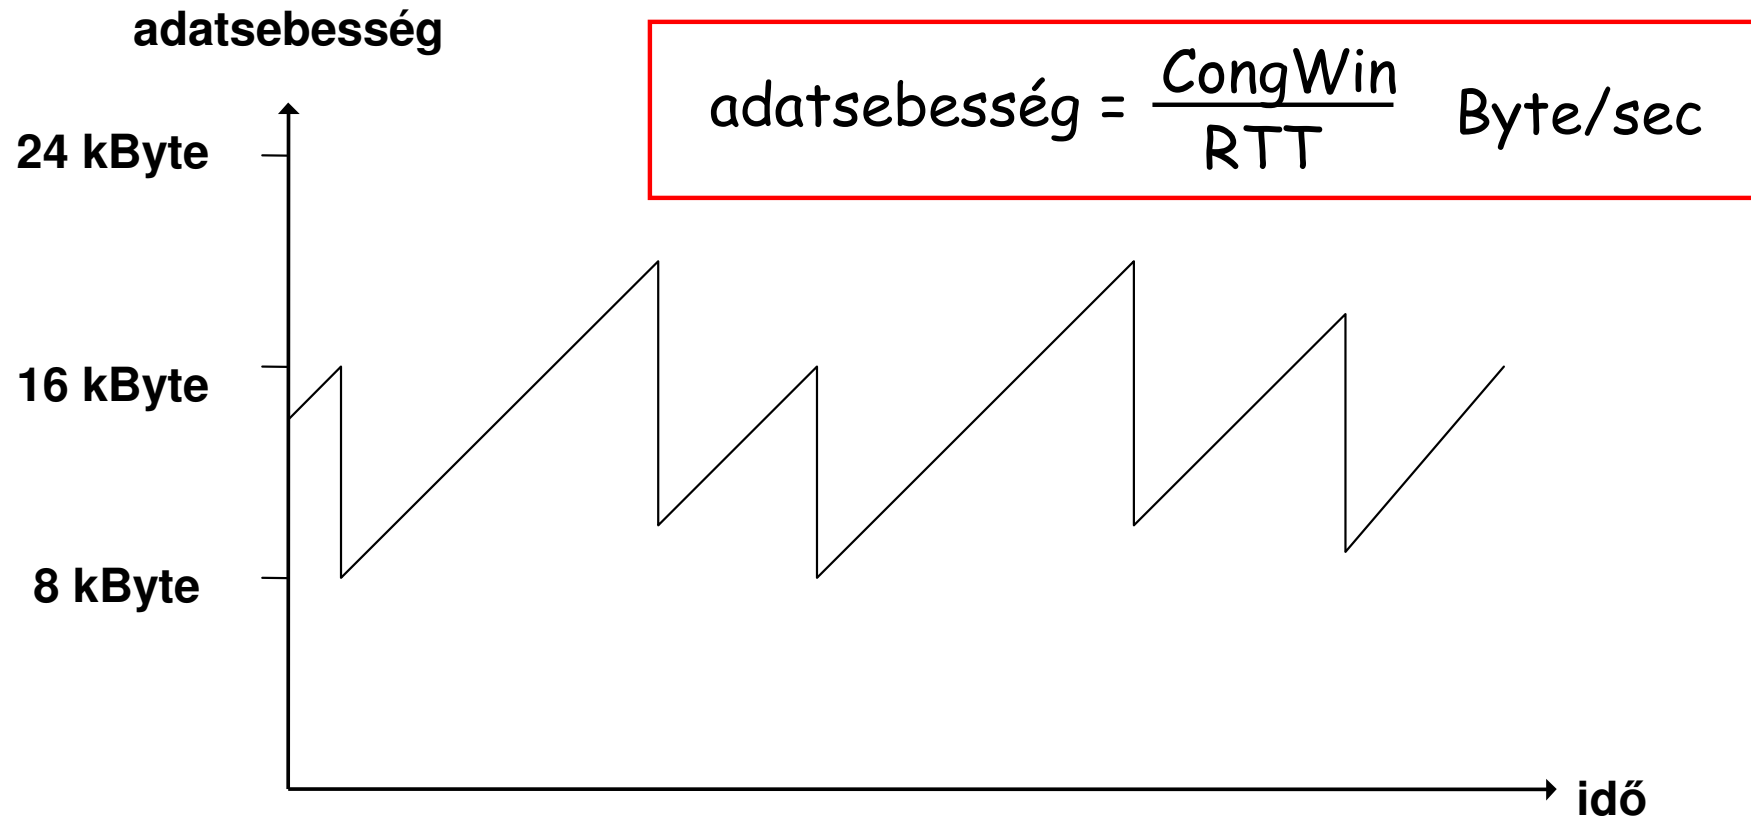 adatsebesség
adatsebesség = CongWin / RTT Byte/sec
24 kByte
16 kByte
8 kByte
idő